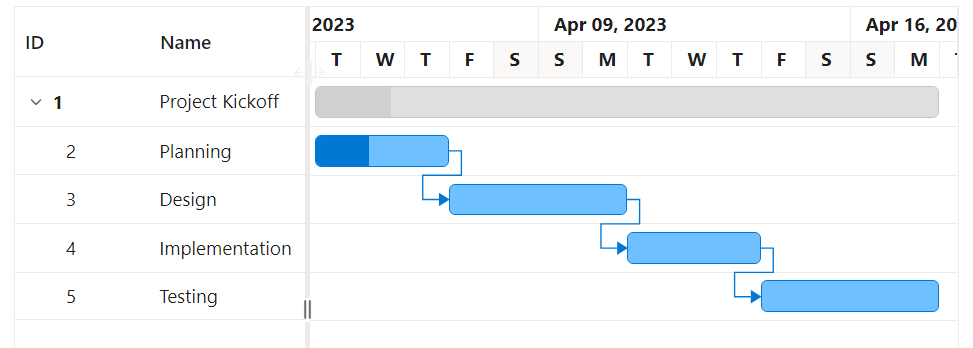 ID Name 2023 Apr 09, 2023 Apr 16, 20
T W T F S S M T W T F S S M
1 Project Kickoff
2 Planning
3 Design
4 Implementation
5 Testing